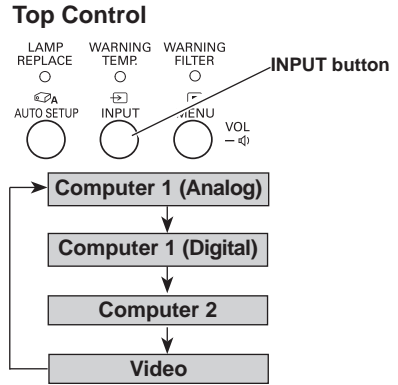 Top Control
LAMP REPLACE
WARNING TEMP.
WARNING FILTER
INPUT button
A
AUTO SETUP
INPUT
MENU
VOL
–
Computer 1 (Analog)
Computer 1 (Digital)
Computer 2
Video